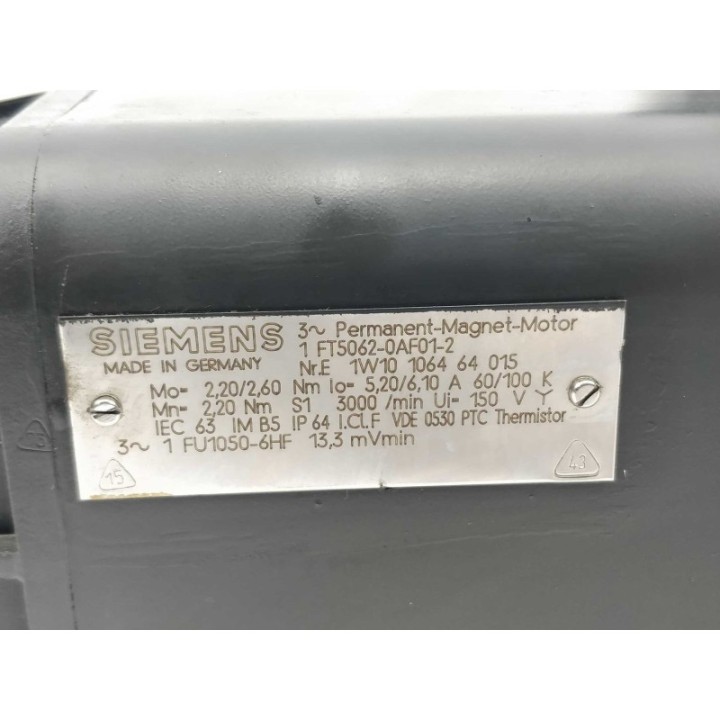 SIEMENS 3~ Permanent-Magnet-Motor
1 FT5062-0AF01-2
MADE IN GERMANY Nr.E 1W10 1064 64 015
Mo= 2,20/2,60 Nm Io= 5,20/6,10 A 60/100 K
Mn= 2,20 Nm S1 3000 /min Ui= 150 V Y
IEC 63 IM B5 IP 64 I.Cl.F VDE 0530 PTC Thermistor
3~ 1 FU1050-6HF 13,3 mVmin
15 43